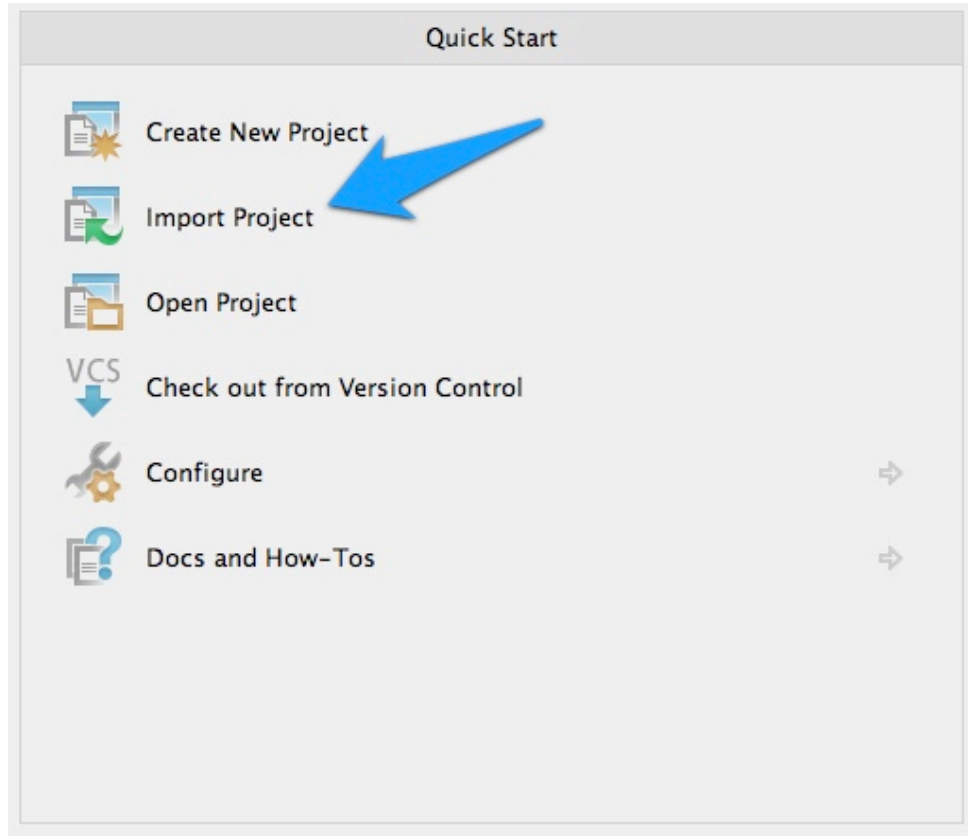 Quick Start
Create New Project
Import Project
Open Project
VCS
Check out from Version Control
Configure
Docs and How-Tos